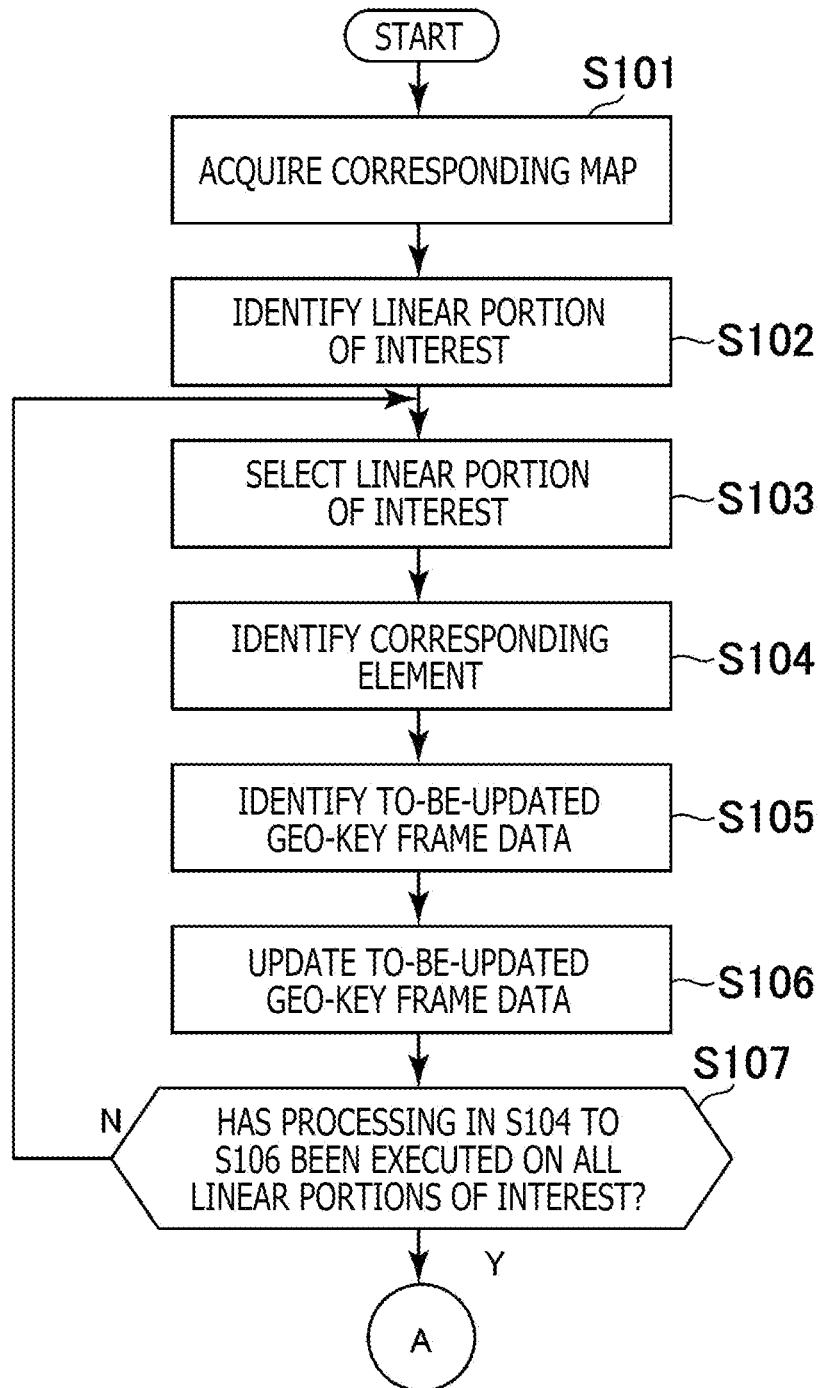 START
S101
ACQUIRE CORRESPONDING MAP
IDENTIFY LINEAR PORTION
OF INTEREST
S102
SELECT LINEAR PORTION
OF INTEREST
S103
IDENTIFY CORRESPONDING
ELEMENT
S104
IDENTIFY TO-BE-UPDATED
GEO-KEY FRAME DATA
S105
UPDATE TO-BE-UPDATED
GEO-KEY FRAME DATA
S106
S107
N
HAS PROCESSING IN S104 TO
S106 BEEN EXECUTED ON ALL
LINEAR PORTIONS OF INTEREST?
Y
A